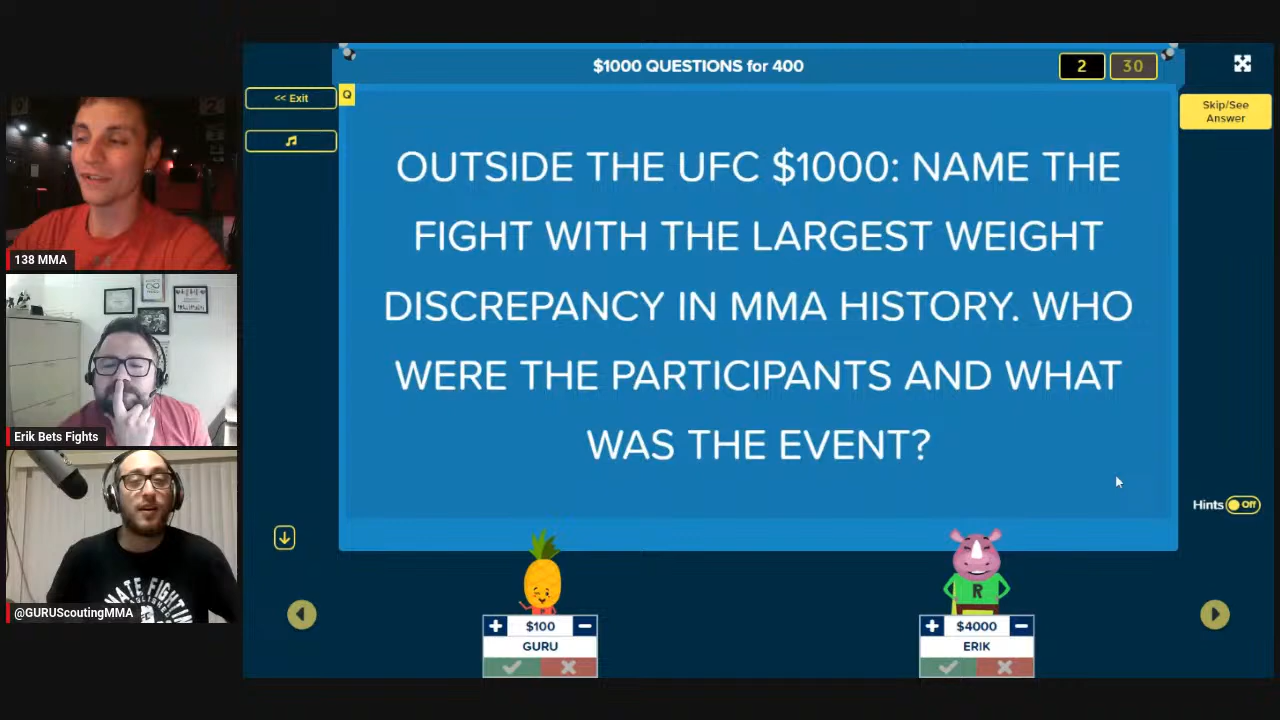 $1000 QUESTIONS for 400
2
30
<< Exit
Q
Skip/See
Answer
OUTSIDE THE UFC $1000: NAME THE
FIGHT WITH THE LARGEST WEIGHT
DISCREPANCY IN MMA HISTORY. WHO
WERE THE PARTICIPANTS AND WHAT
WAS THE EVENT?
138 MMA
Erik Bets Fights
@GURUScoutingMMA
Hints Off
R
$100
GURU
$4000
ERIK